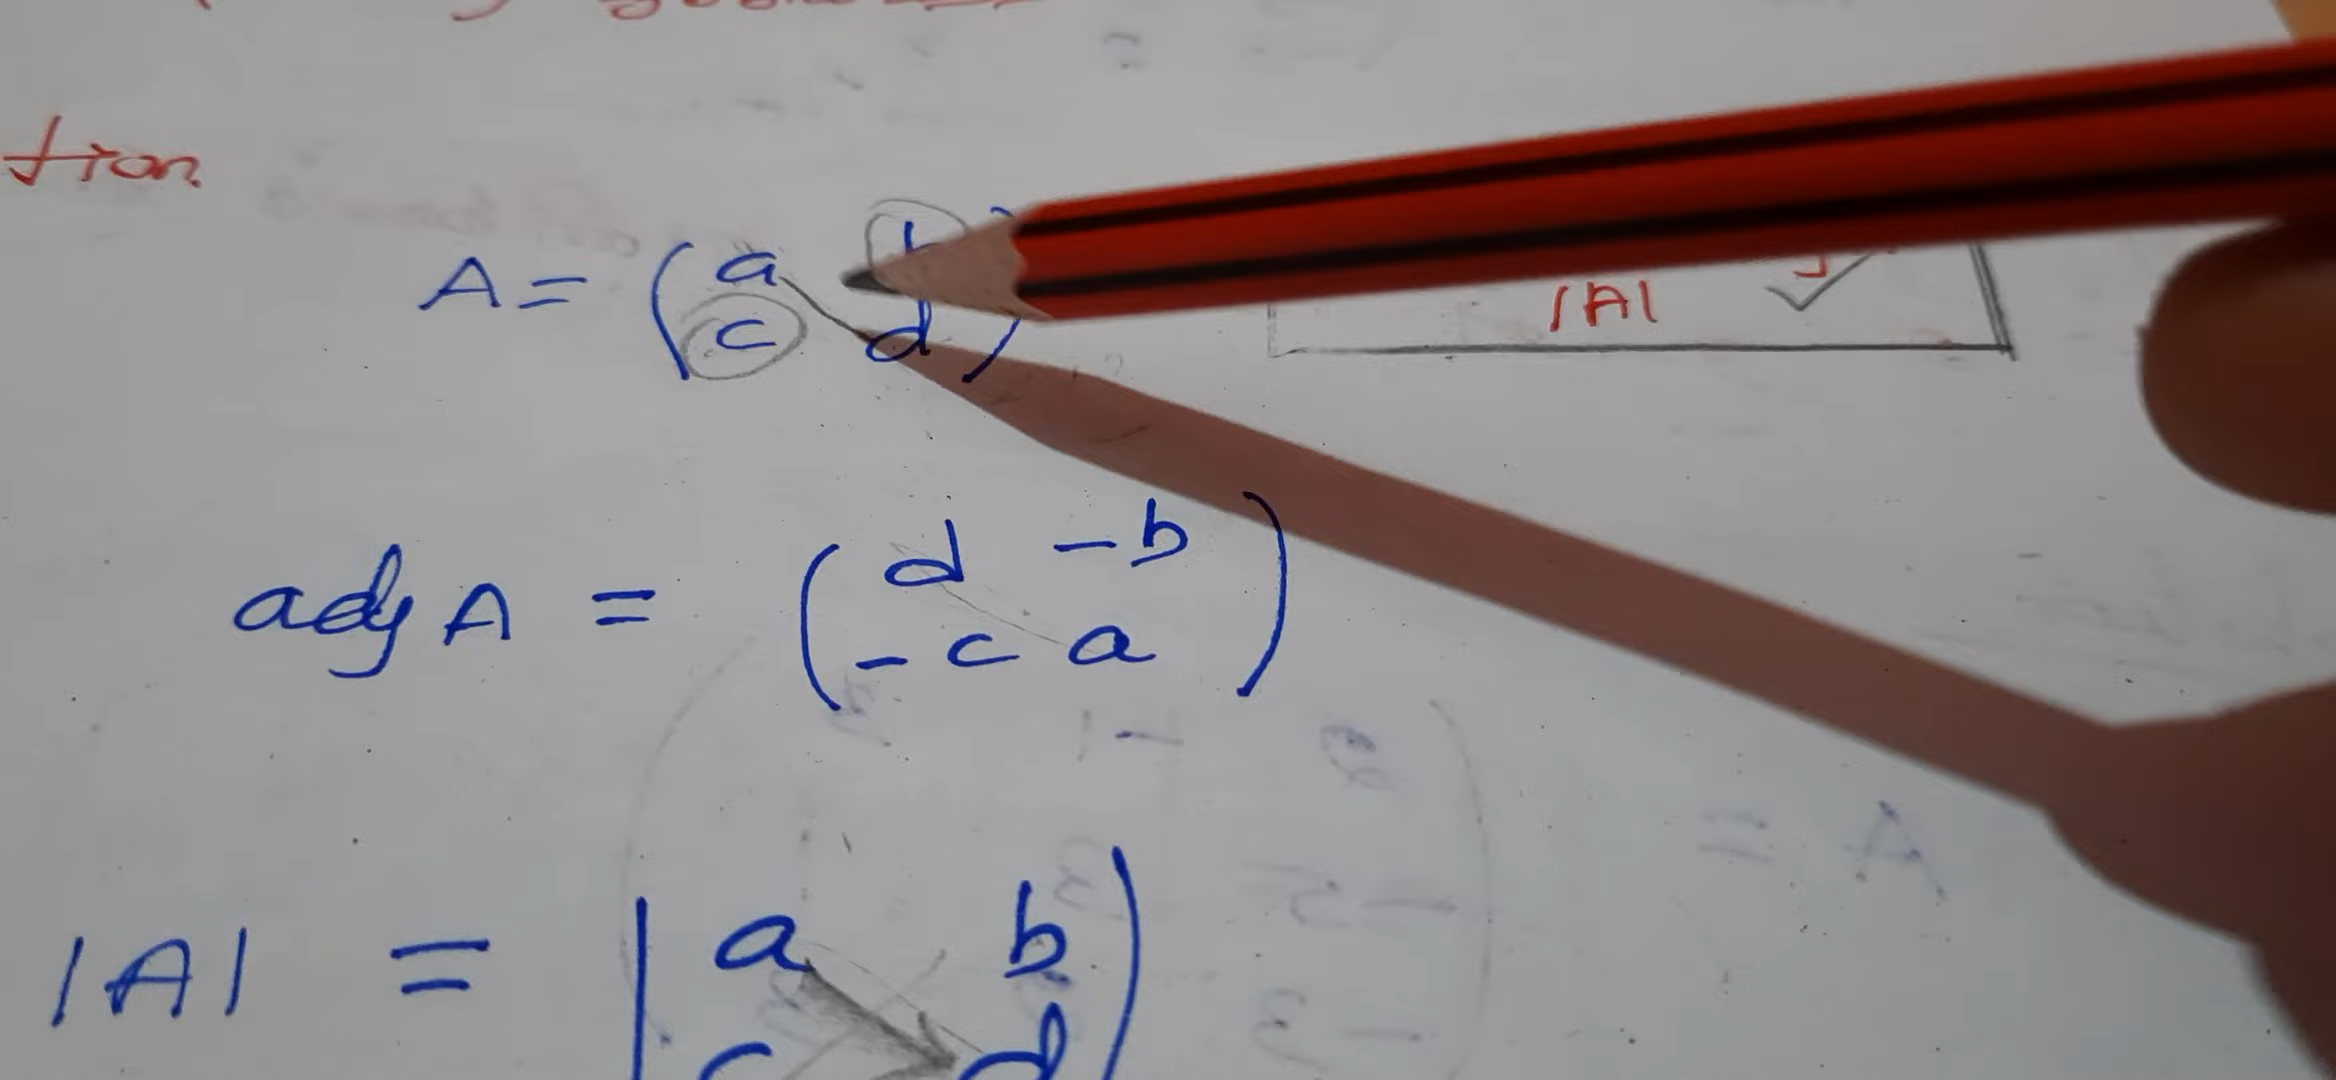 tion
A = ( a b
c d )
|A|
adj A = ( d -b
-c a )
|A| = | a b
c d |